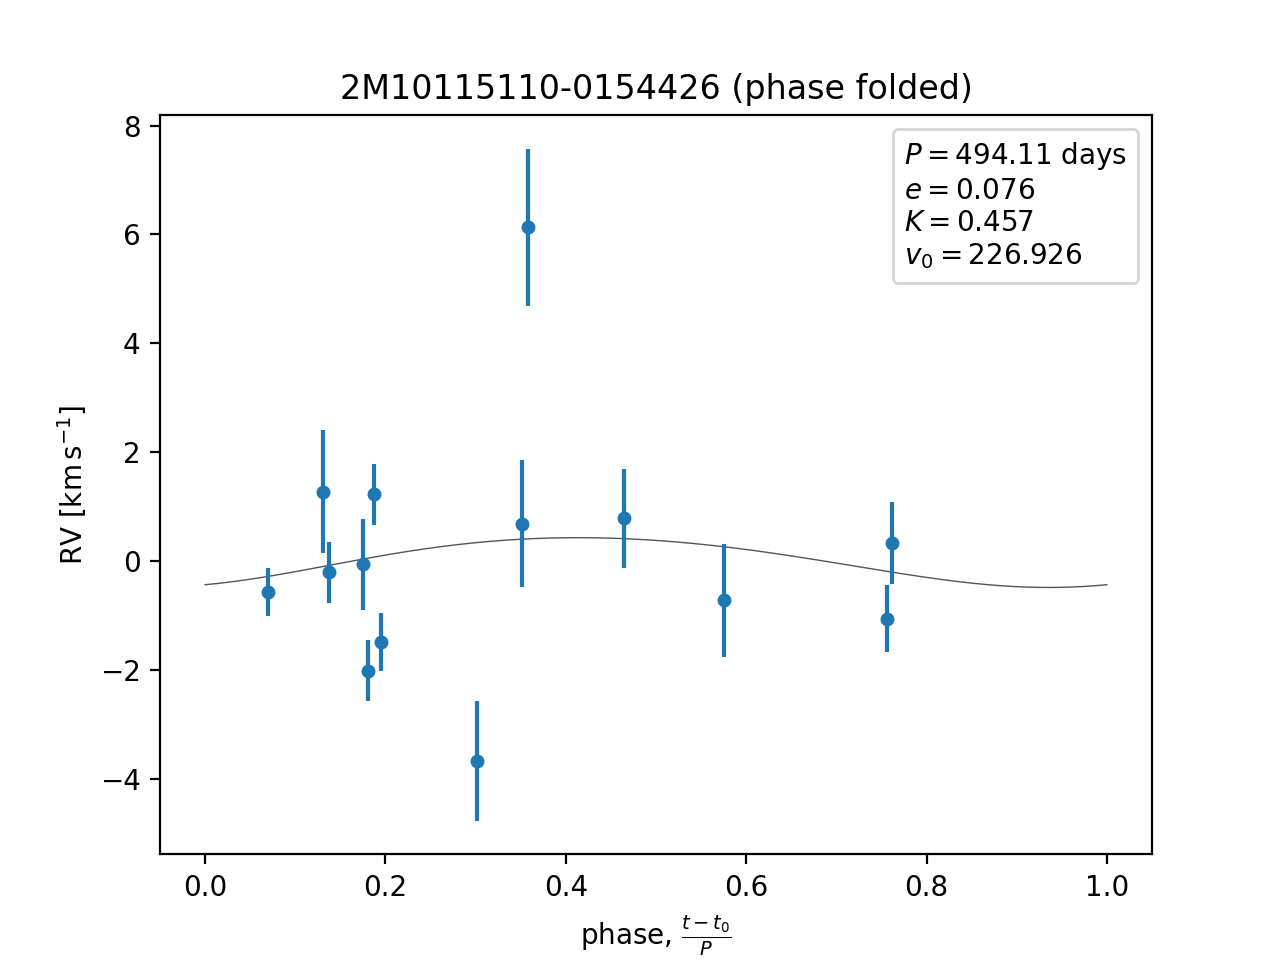 2M10115110-0154426 (phase folded)
P = 494.11 days
e = 0.076
K = 0.457
v₀ = 226.926
RV [km s⁻¹]
8
6
4
2
0
−2
−4
0.0 0.2 0.4 0.6 0.8 1.0
phase, (t − t₀)/P